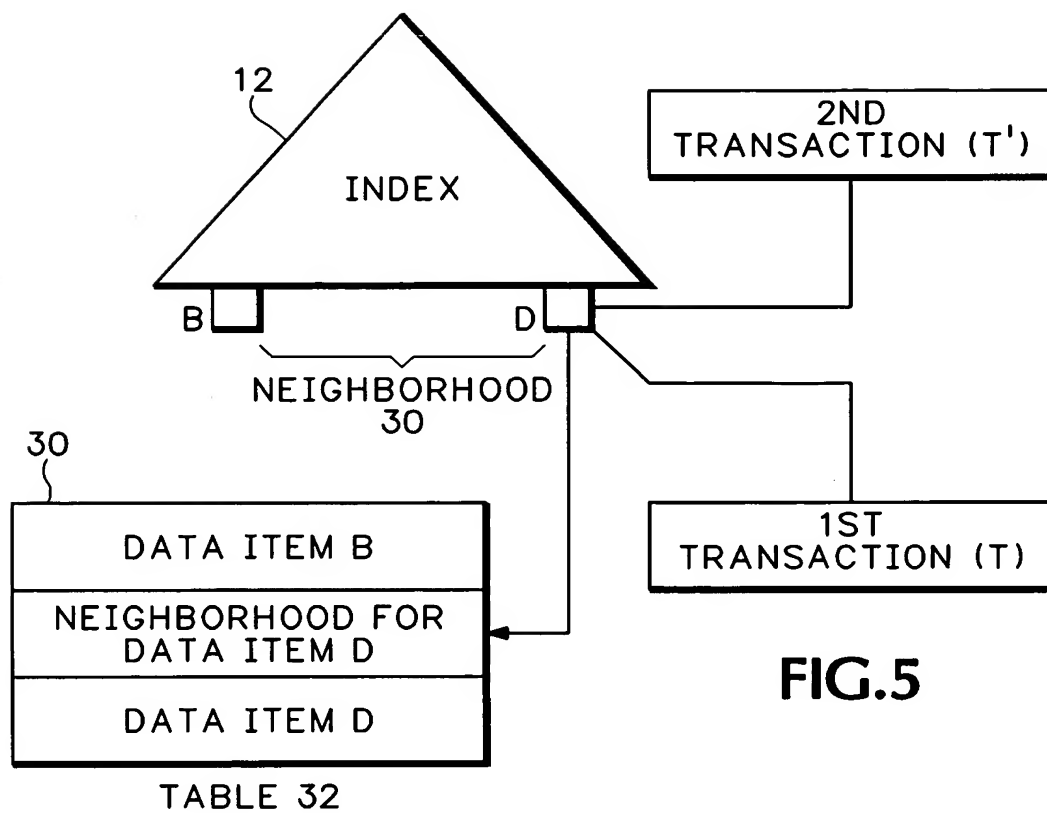 12
INDEX
2ND
TRANSACTION (T')
B
D
NEIGHBORHOOD
30
30
DATA ITEM B
NEIGHBORHOOD FOR
DATA ITEM D
DATA ITEM D
TABLE 32
1ST
TRANSACTION (T)
FIG.5